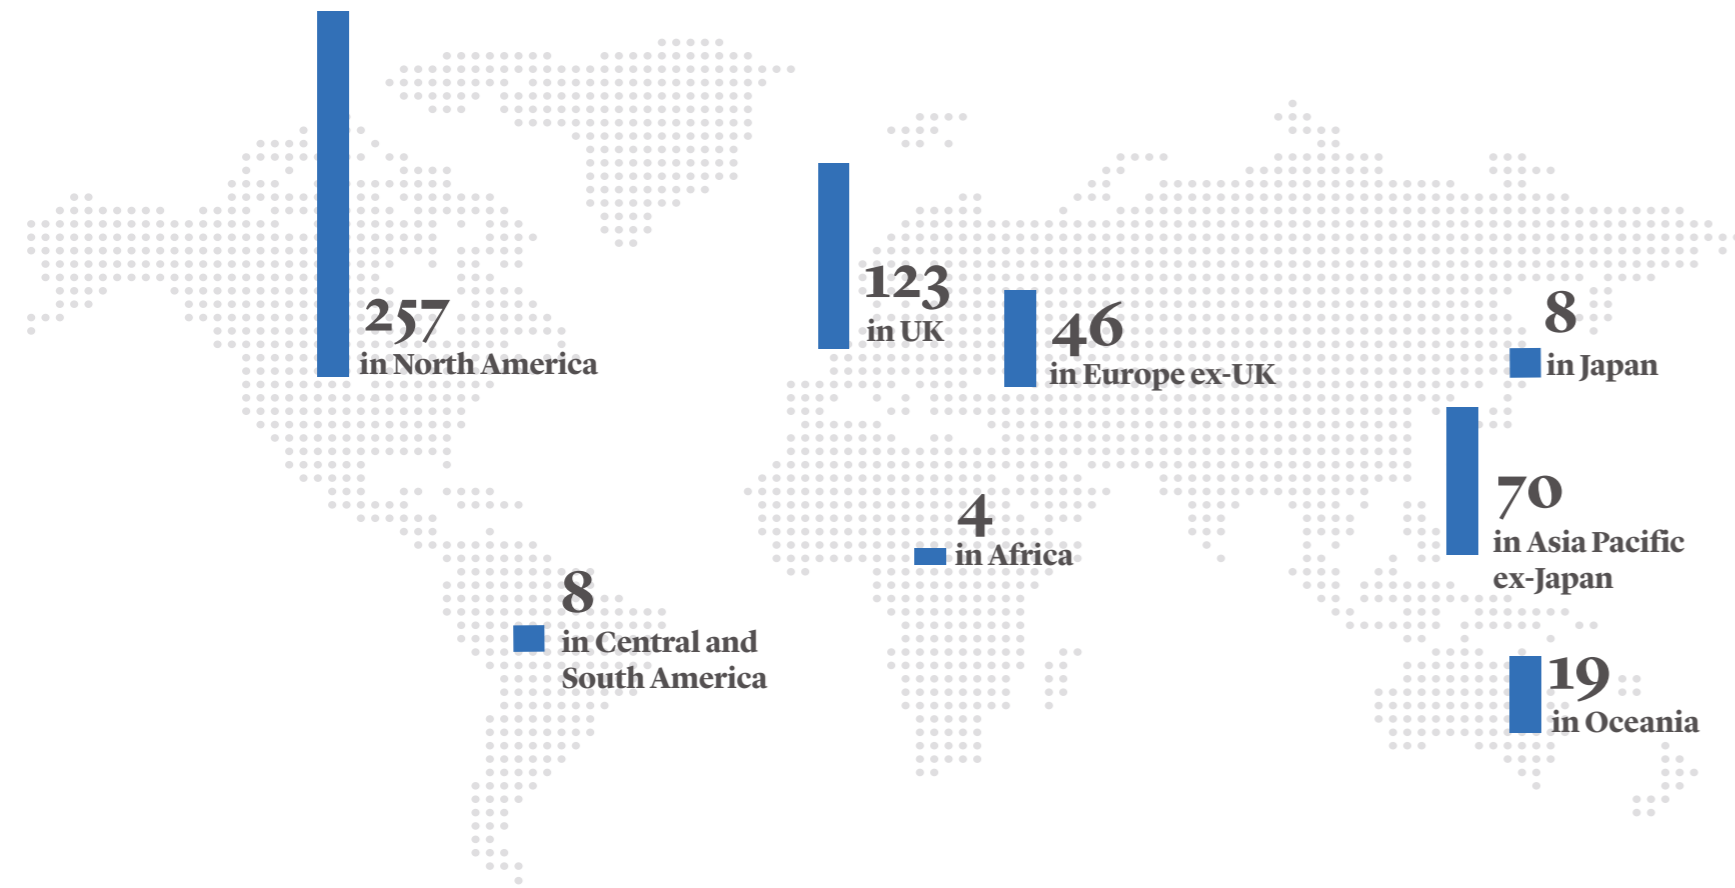 257
in North America
123
in UK
46
in Europe ex-UK
8
in Japan
70
in Asia Pacific
ex-Japan
4
in Africa
8
in Central and
South America
19
in Oceania